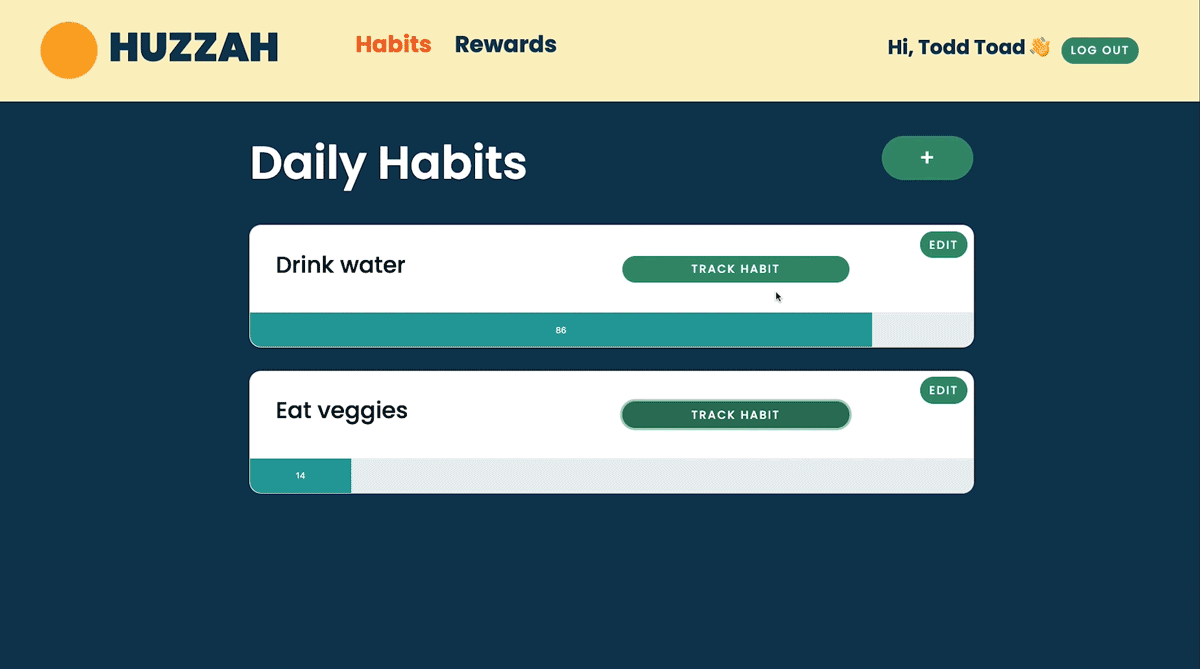 HUZZAH
Habits Rewards
Hi, Todd Toad 👋 LOG OUT
Daily Habits
+
EDIT
Drink water
TRACK HABIT
86
EDIT
Eat veggies
TRACK HABIT
14